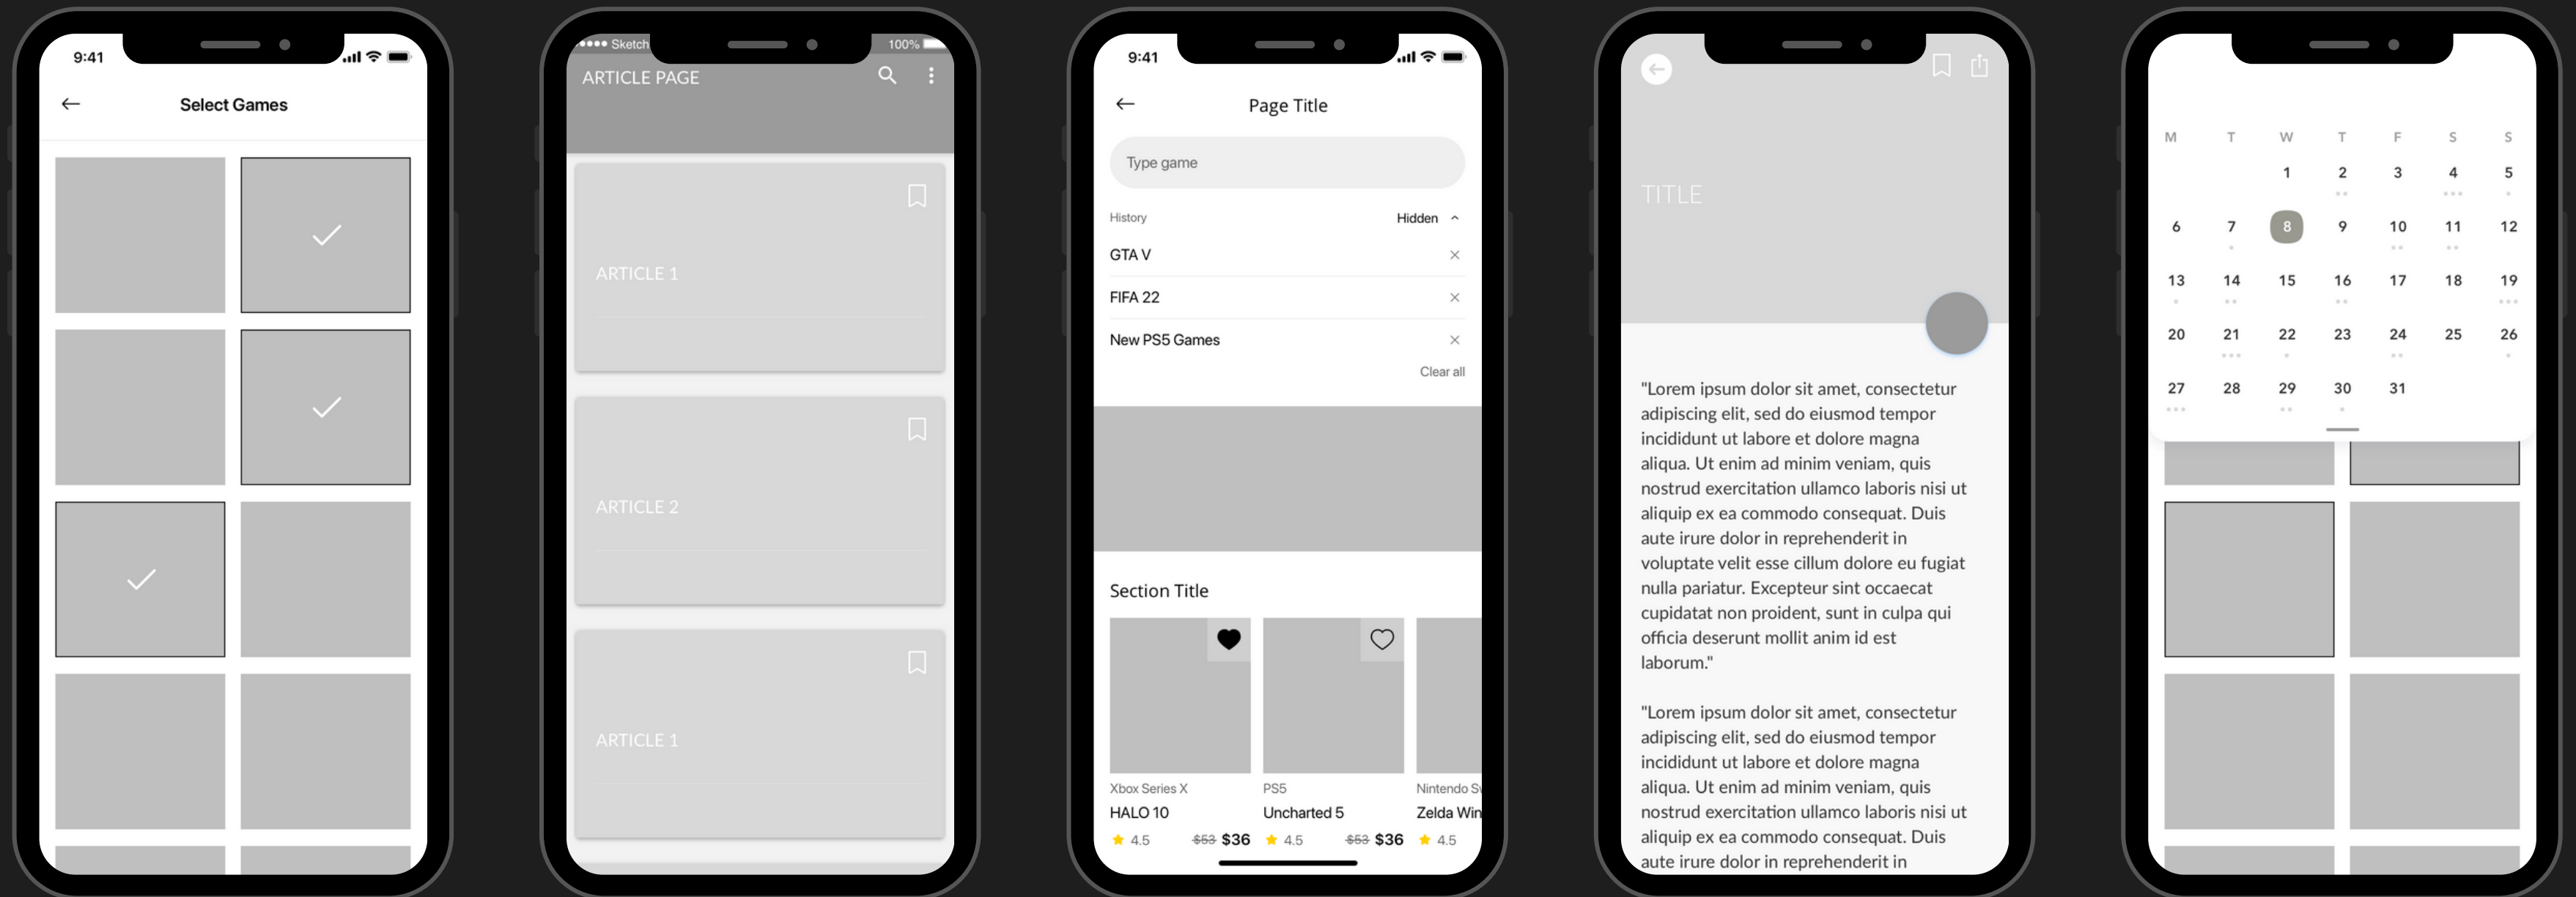 9:41
Select Games
Sketch
100%
ARTICLE PAGE
ARTICLE 1
ARTICLE 2
ARTICLE 1
9:41
Page Title
Type game
History Hidden
GTA V
FIFA 22
New PS5 Games
Clear all
Section Title
Xbox Series X
HALO 10
4.5 $53 $36
PS5
Uncharted 5
4.5 $53 $36
Nintendo Sw
Zelda Win
4.5
TITLE
"Lorem ipsum dolor sit amet, consectetur
adipiscing elit, sed do eiusmod tempor
incididunt ut labore et dolore magna
aliqua. Ut enim ad minim veniam, quis
nostrud exercitation ullamco laboris nisi ut
aliquip ex ea commodo consequat. Duis
aute irure dolor in reprehenderit in
voluptate velit esse cillum dolore eu fugiat
nulla pariatur. Excepteur sint occaecat
cupidatat non proident, sunt in culpa qui
officia deserunt mollit anim id est
laborum."
"Lorem ipsum dolor sit amet, consectetur
adipiscing elit, sed do eiusmod tempor
incididunt ut labore et dolore magna
aliqua. Ut enim ad minim veniam, quis
nostrud exercitation ullamco laboris nisi ut
aliquip ex ea commodo consequat. Duis
aute irure dolor in reprehenderit in
M T W T F S S
1 2 3 4 5
6 7 8 9 10 11 12
13 14 15 16 17 18 19
20 21 22 23 24 25 26
27 28 29 30 31